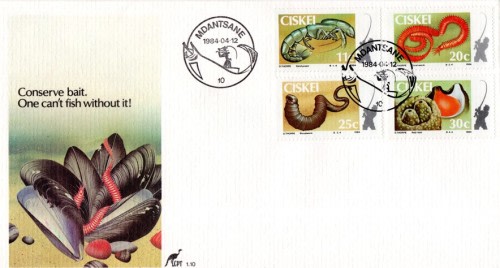 MDANTSANE
1984-04-12
10
CISKEI
11c
CISKEI
20c
MDANTSANE
1984-04-12
10
CISKEI
25c
CISKEI
30c
Conserve bait.
One can't fish without it!
1.10